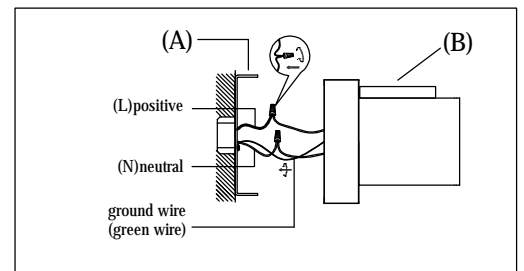 (A)
(B)
(L)positive
(N)neutral
ground wire
(green wire)